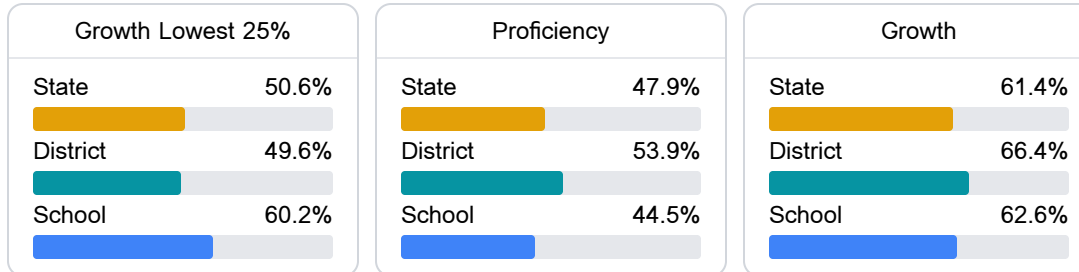 Growth Lowest 25%
State 50.6%
District 49.6%
School 60.2%
Proficiency
State 47.9%
District 53.9%
School 44.5%
Growth
State 61.4%
District 66.4%
School 62.6%